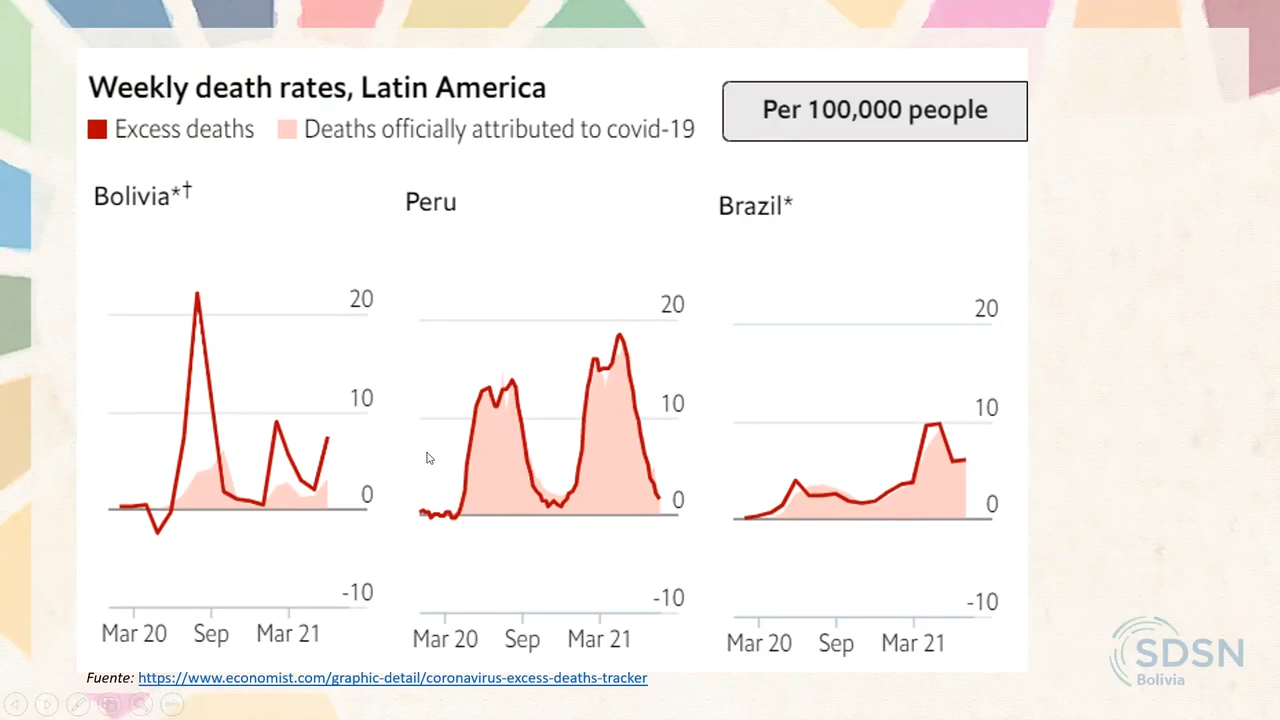 Weekly death rates, Latin America
Per 100,000 people
Excess deaths
Deaths officially attributed to covid-19
Bolivia*†
Peru
Brazil*
20
10
0
-10
Mar 20
Sep
Mar 21
20
10
0
-10
Mar 20
Sep
Mar 21
20
10
0
-10
Mar 20
Sep
Mar 21
Fuente: https://www.economist.com/graphic-detail/coronavirus-excess-deaths-tracker
SDSN
Bolivia